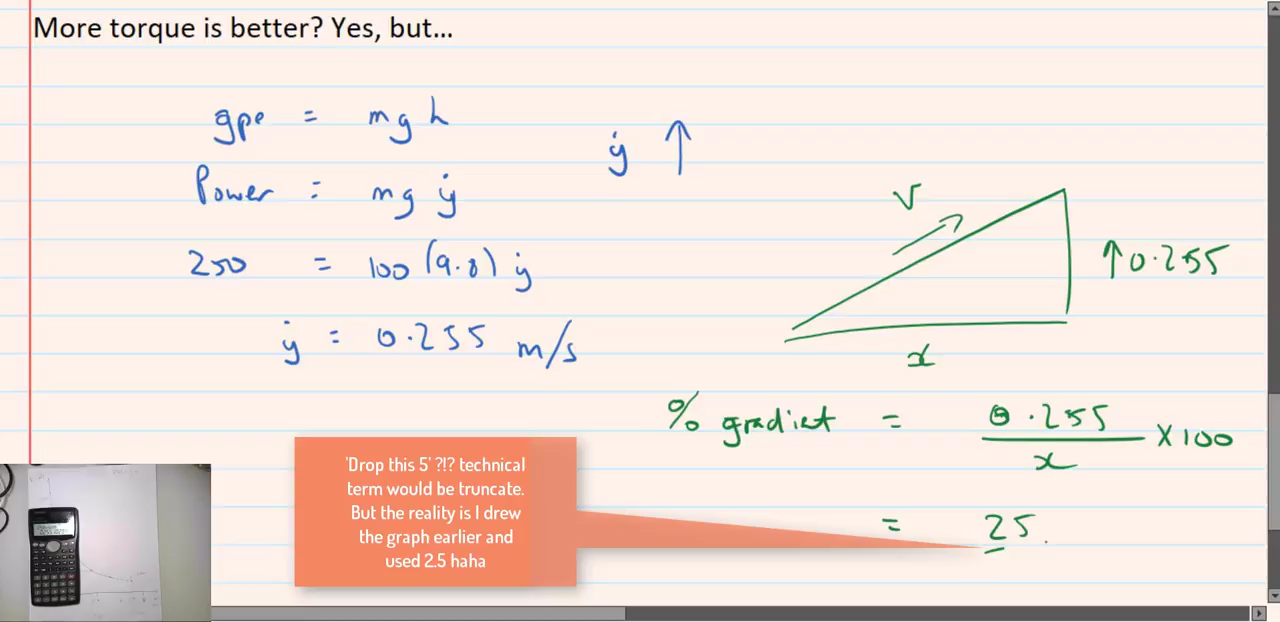 More torque is better? Yes, but...
gpe = mgh
ẏ ↑
Power = mg ẏ
250 = 100 (9.8) ẏ
ẏ = 0.255 m/s
v
↑0.255
x
% gradiet = 0.255 / x × 100
= 25.
'Drop this 5' ?!? technical
term would be truncate.
But the reality is I drew
the graph earlier and
used 2.5 haha